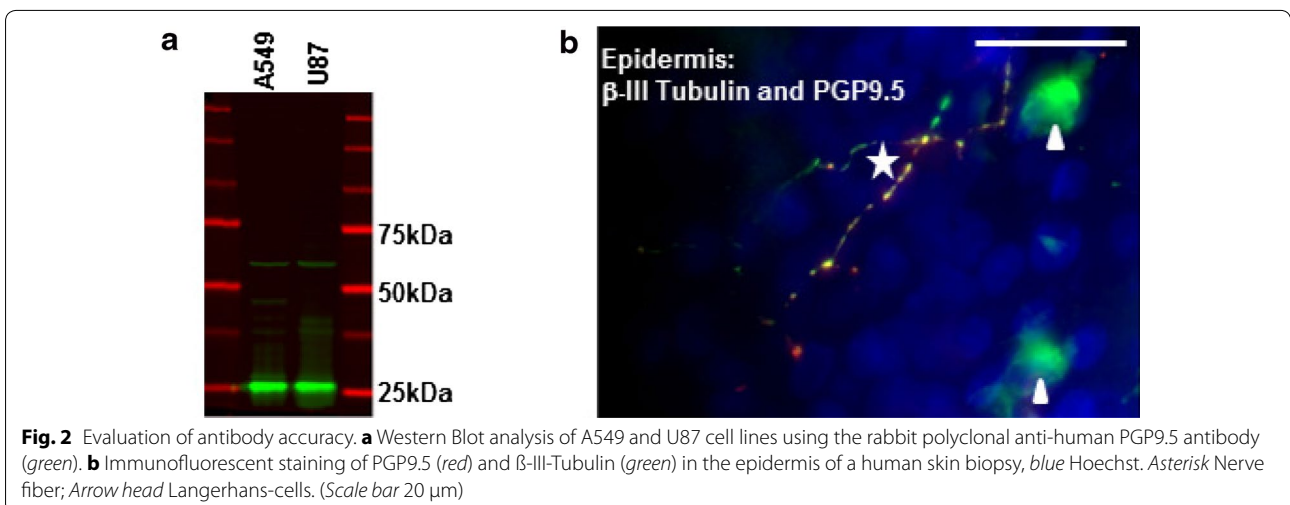 a
A549
U87
75kDa
50kDa
25kDa
b
Epidermis:
β-III Tubulin and PGP9.5
Fig. 2 Evaluation of antibody accuracy. a Western Blot analysis of A549 and U87 cell lines using the rabbit polyclonal anti-human PGP9.5 antibody
(green). b Immunofluorescent staining of PGP9.5 (red) and ß-III-Tubulin (green) in the epidermis of a human skin biopsy, blue Hoechst. Asterisk Nerve
fiber; Arrow head Langerhans-cells. (Scale bar 20 μm)